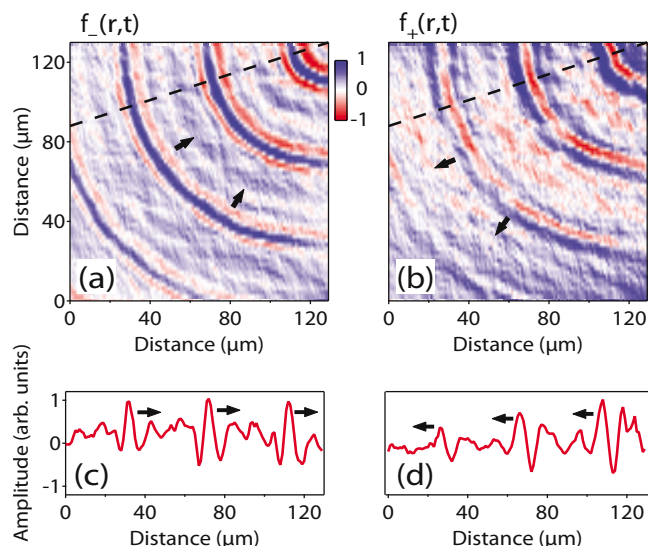 f_(r,t)
f+(r,t)
120
80
40
0
Distance (µm)
1
0
-1
(a)
(b)
0 40 80 120
0 40 80 120
Distance (µm)
Distance (µm)
Amplitude (arb. units)
1
0
-1
(c)
(d)
0 40 80 120
0 40 80 120
Distance (µm)
Distance (µm)